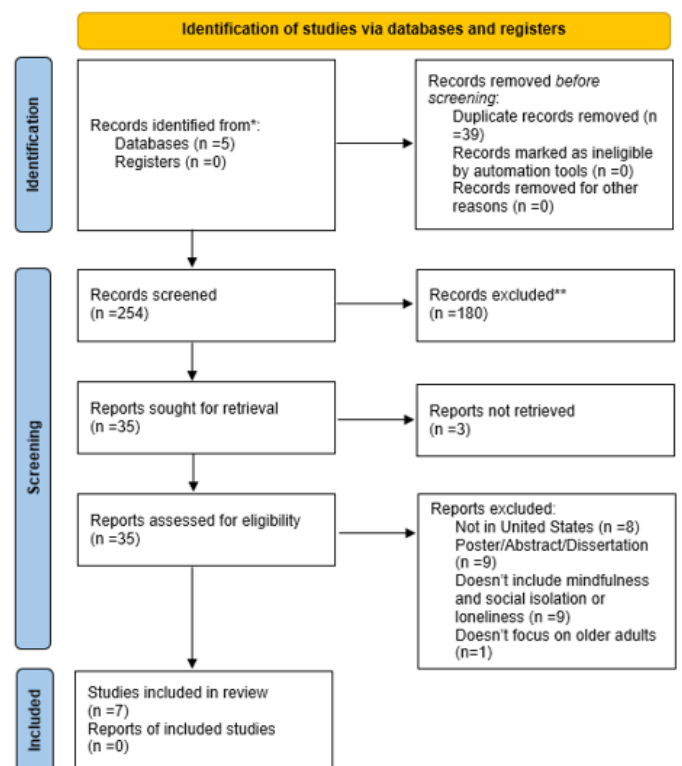 Identification of studies via databases and registers
Identification
Records identified from*:
Databases (n =5)
Registers (n =0)
Records removed before
screening:
Duplicate records removed (n
=39)
Records marked as ineligible
by automation tools (n =0)
Records removed for other
reasons (n =0)
Screening
Records screened
(n =254)
Records excluded**
(n =180)
Reports sought for retrieval
(n =35)
Reports not retrieved
(n =3)
Reports assessed for eligibility
(n =35)
Reports excluded:
Not in United States (n =8)
Poster/Abstract/Dissertation
(n =9)
Doesn't include mindfulness
and social isolation or
loneliness (n =9)
Doesn't focus on older adults
(n=1)
Included
Studies included in review
(n =7)
Reports of included studies
(n =0)